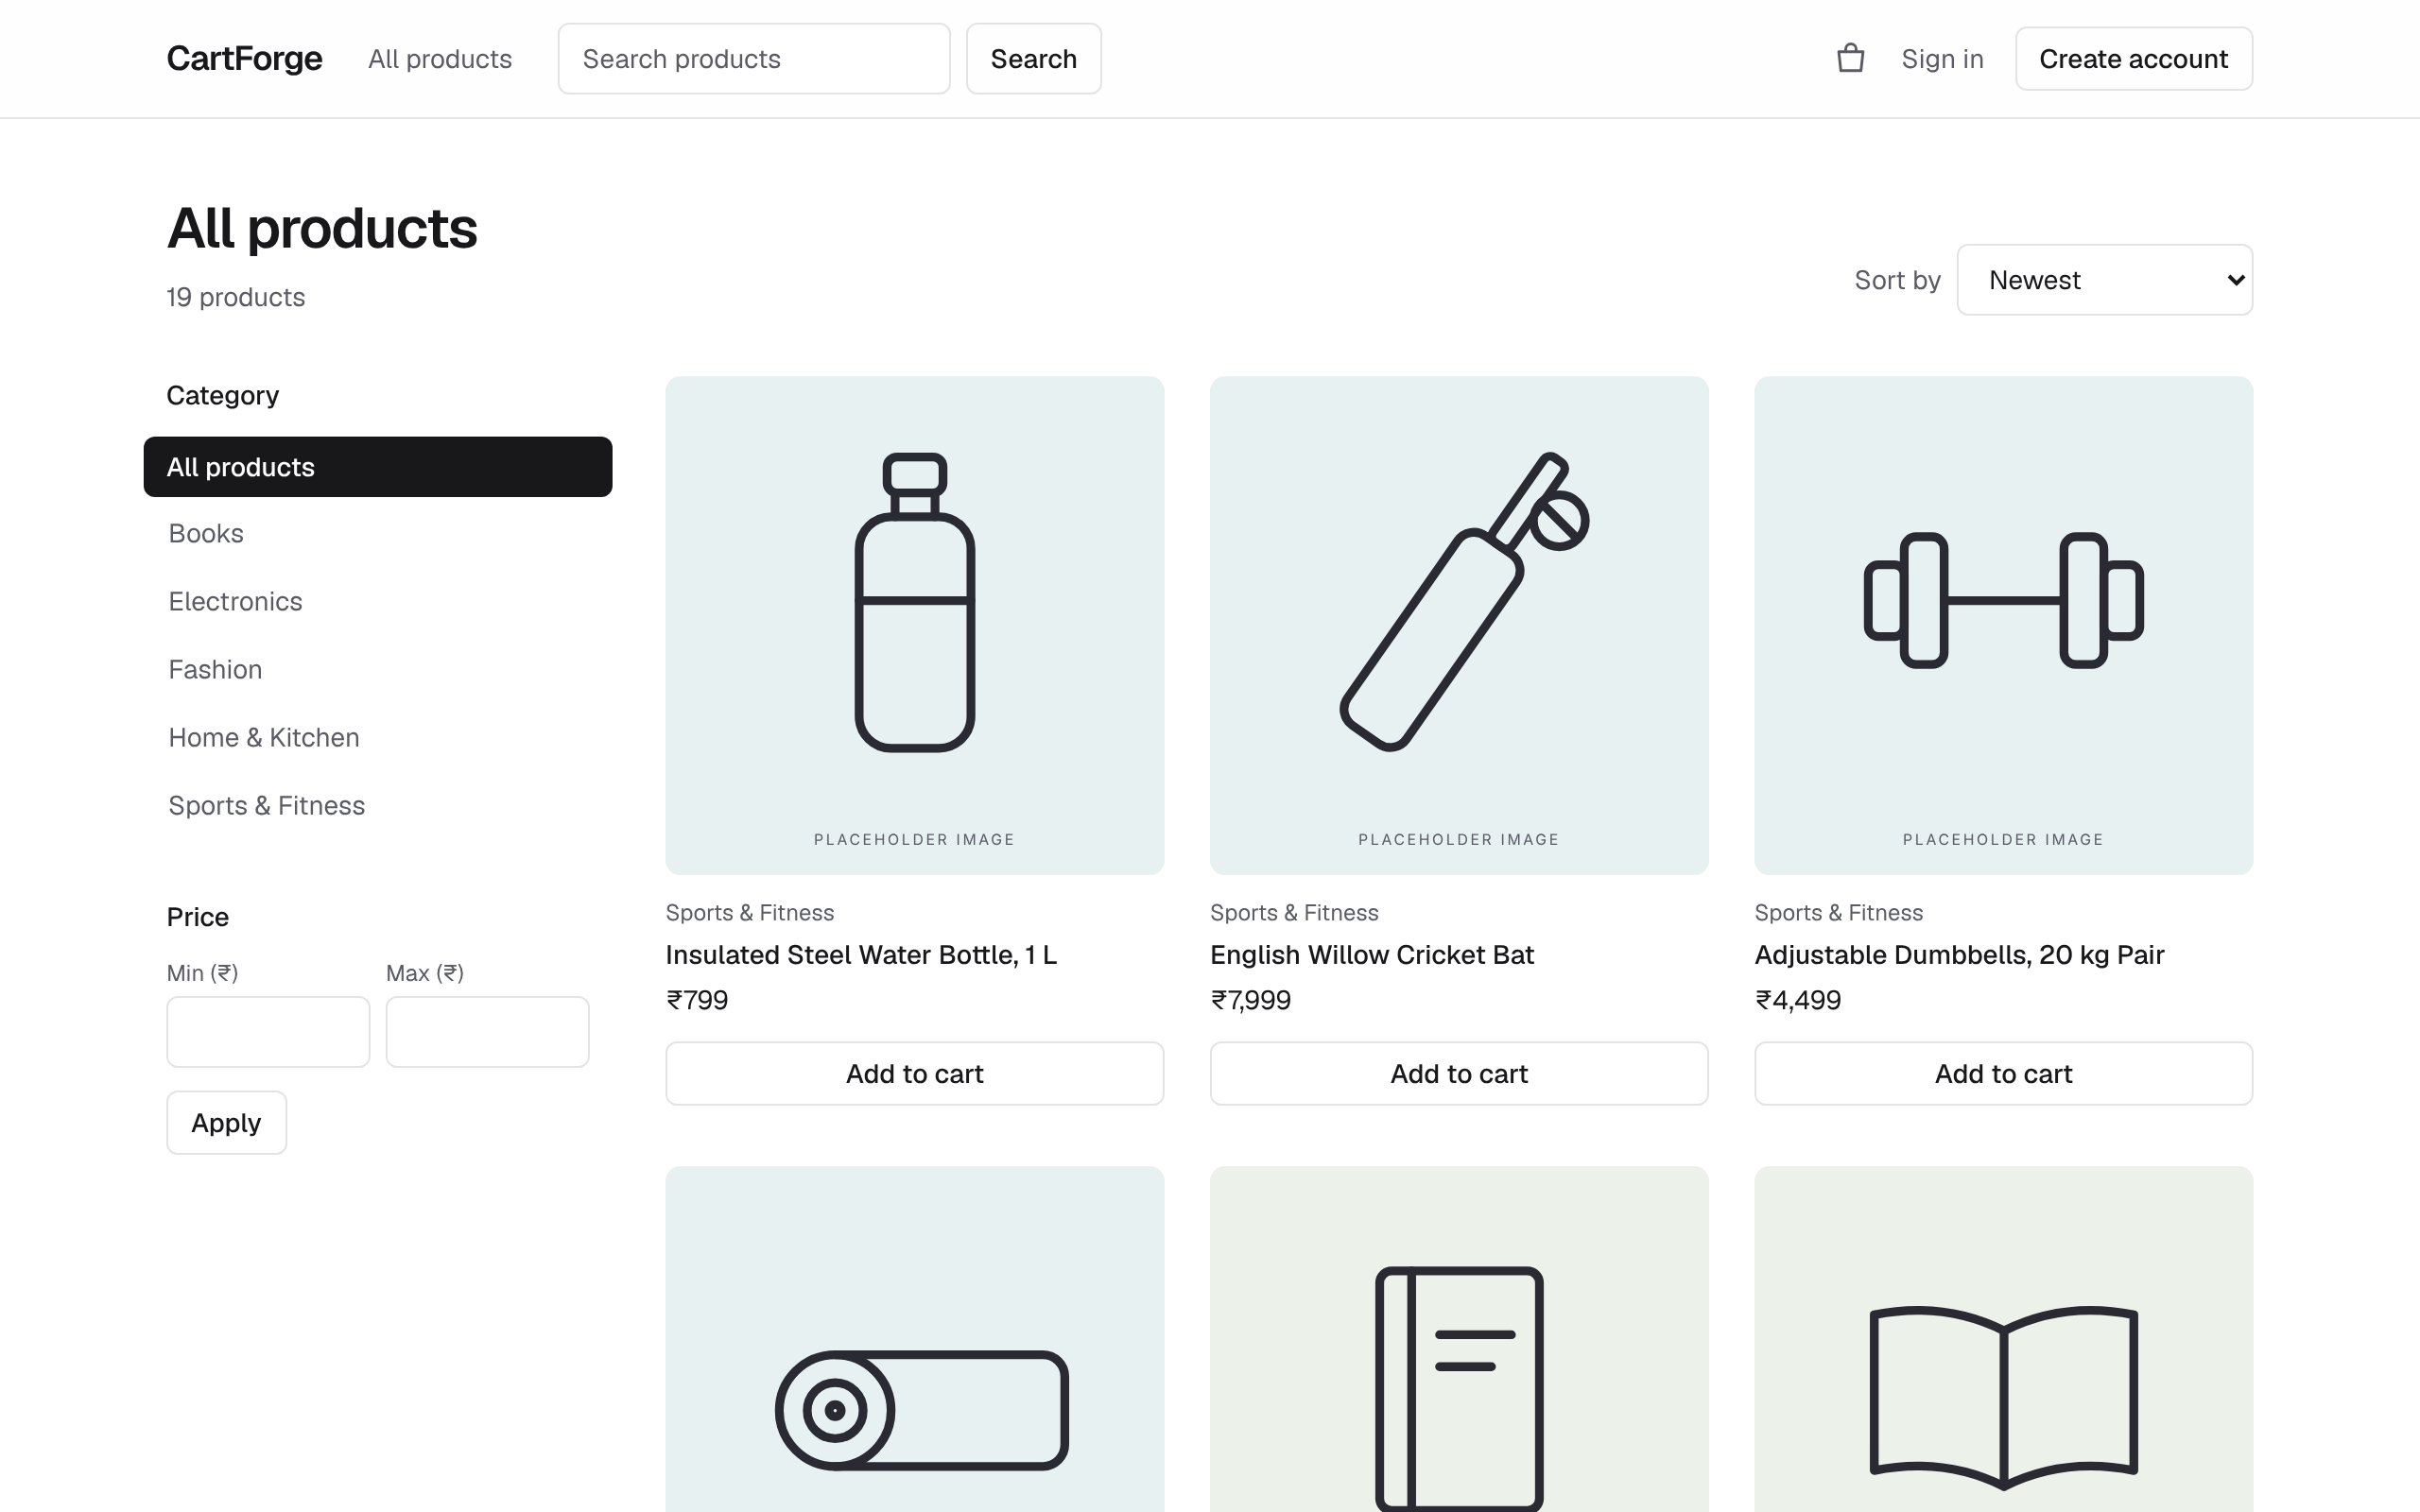 CartForge
All products
Search products
Search
Sign in
Create account
All products
19 products
Sort by
Newest
Category
All products
Books
Electronics
Fashion
Home & Kitchen
Sports & Fitness
Price
Min (₹)
Max (₹)
Apply
PLACEHOLDER IMAGE
Sports & Fitness
Insulated Steel Water Bottle, 1 L
₹799
Add to cart
PLACEHOLDER IMAGE
Sports & Fitness
English Willow Cricket Bat
₹7,999
Add to cart
PLACEHOLDER IMAGE
Sports & Fitness
Adjustable Dumbbells, 20 kg Pair
₹4,499
Add to cart